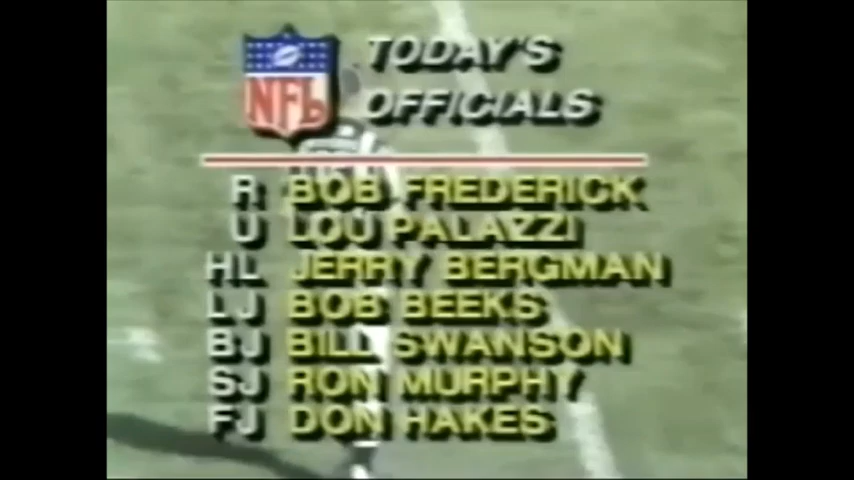 NFL
TODAY'S
OFFICIALS
R BOB FREDERICK
U LOU PALAZZI
HL JERRY BERGMAN
LJ BOB BEEKS
BJ BILL SWANSON
SJ RON MURPHY
FJ DON HAKES